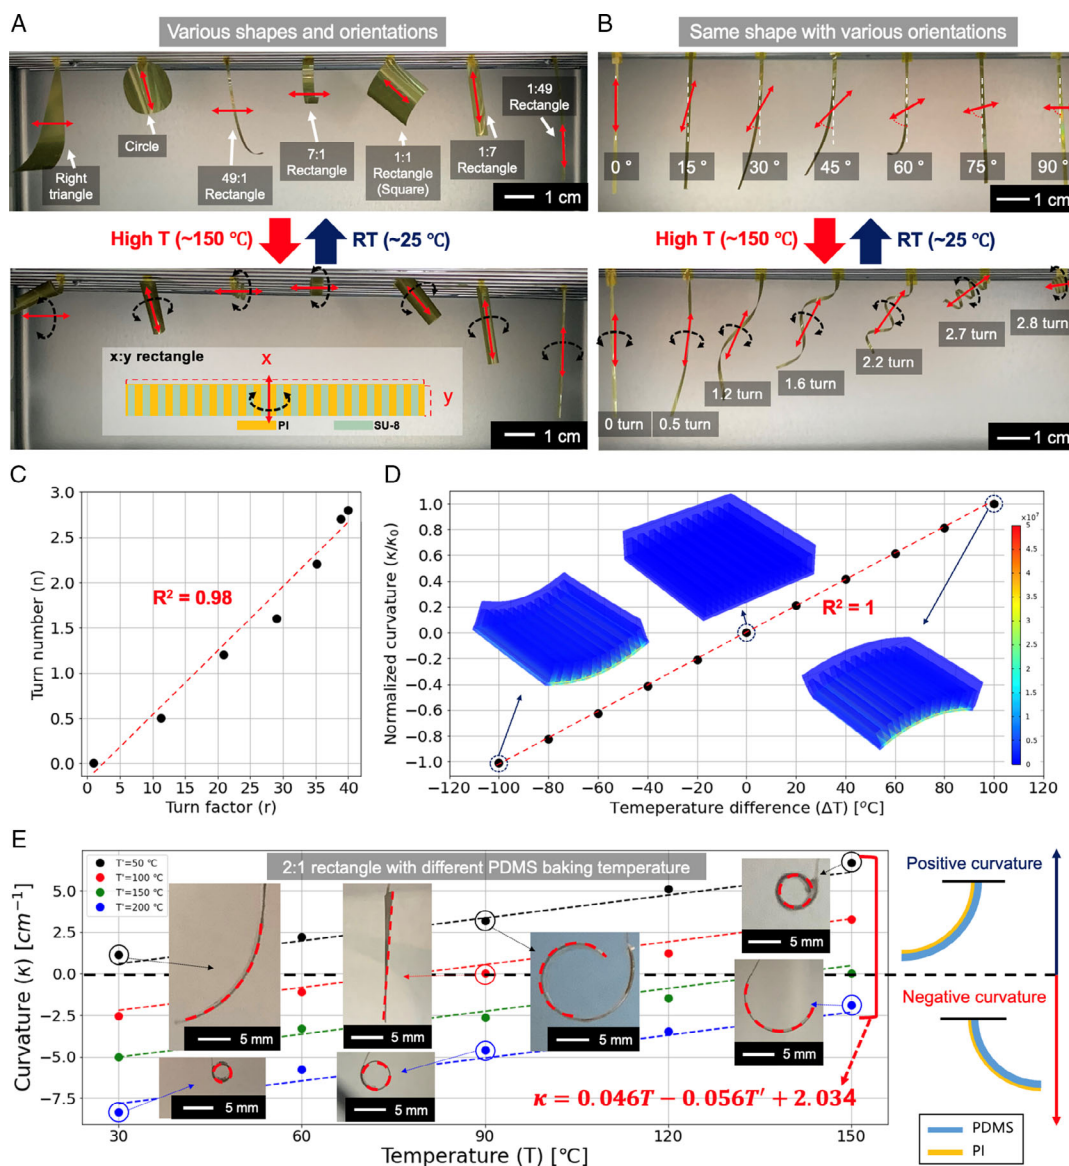 A
Various shapes and orientations
Right
triangle
Circle
49:1
Rectangle
7:1
Rectangle
1:1
Rectangle
(Square)
1:7
Rectangle
1:49
Rectangle
1 cm
High T (~150 ℃)
RT (~25 ℃)
x:y rectangle
x
y
PI
SU-8
1 cm
B
Same shape with various orientations
0 °
15 °
30 °
45 °
60 °
75 °
90 °
1 cm
High T (~150 ℃)
RT (~25 ℃)
0 turn
0.5 turn
1.2 turn
1.6 turn
2.2 turn
2.7 turn
2.8 turn
1 cm
C
Turn number (n)
3.0
2.5
2.0
1.5
1.0
0.5
0.0
R² = 0.98
0 5 10 15 20 25 30 35 40
Turn factor (r)
D
Normalized curvature (κ/κ₀)
1.0
0.8
0.6
0.4
0.2
0.0
−0.2
−0.4
−0.6
−0.8
−1.0
R² = 1
×10⁷
5
4.5
4
3.5
3
2.5
2
1.5
1
0.5
0
−120 −100 −80 −60 −40 −20 0 20 40 60 80 100 120
Temeperature difference (ΔT) [°C]
E
2:1 rectangle with different PDMS baking temperature
T'=50 ℃
T'=100 ℃
T'=150 ℃
T'=200 ℃
Curvature (κ) [cm⁻¹]
5.0
2.5
0.0
−2.5
−5.0
−7.5
5 mm
5 mm
5 mm
5 mm
5 mm
5 mm
5 mm
κ = 0.046T − 0.056T' + 2.034
30 60 90 120 150
Temperature (T) [℃]
Positive curvature
Negative curvature
PDMS
PI